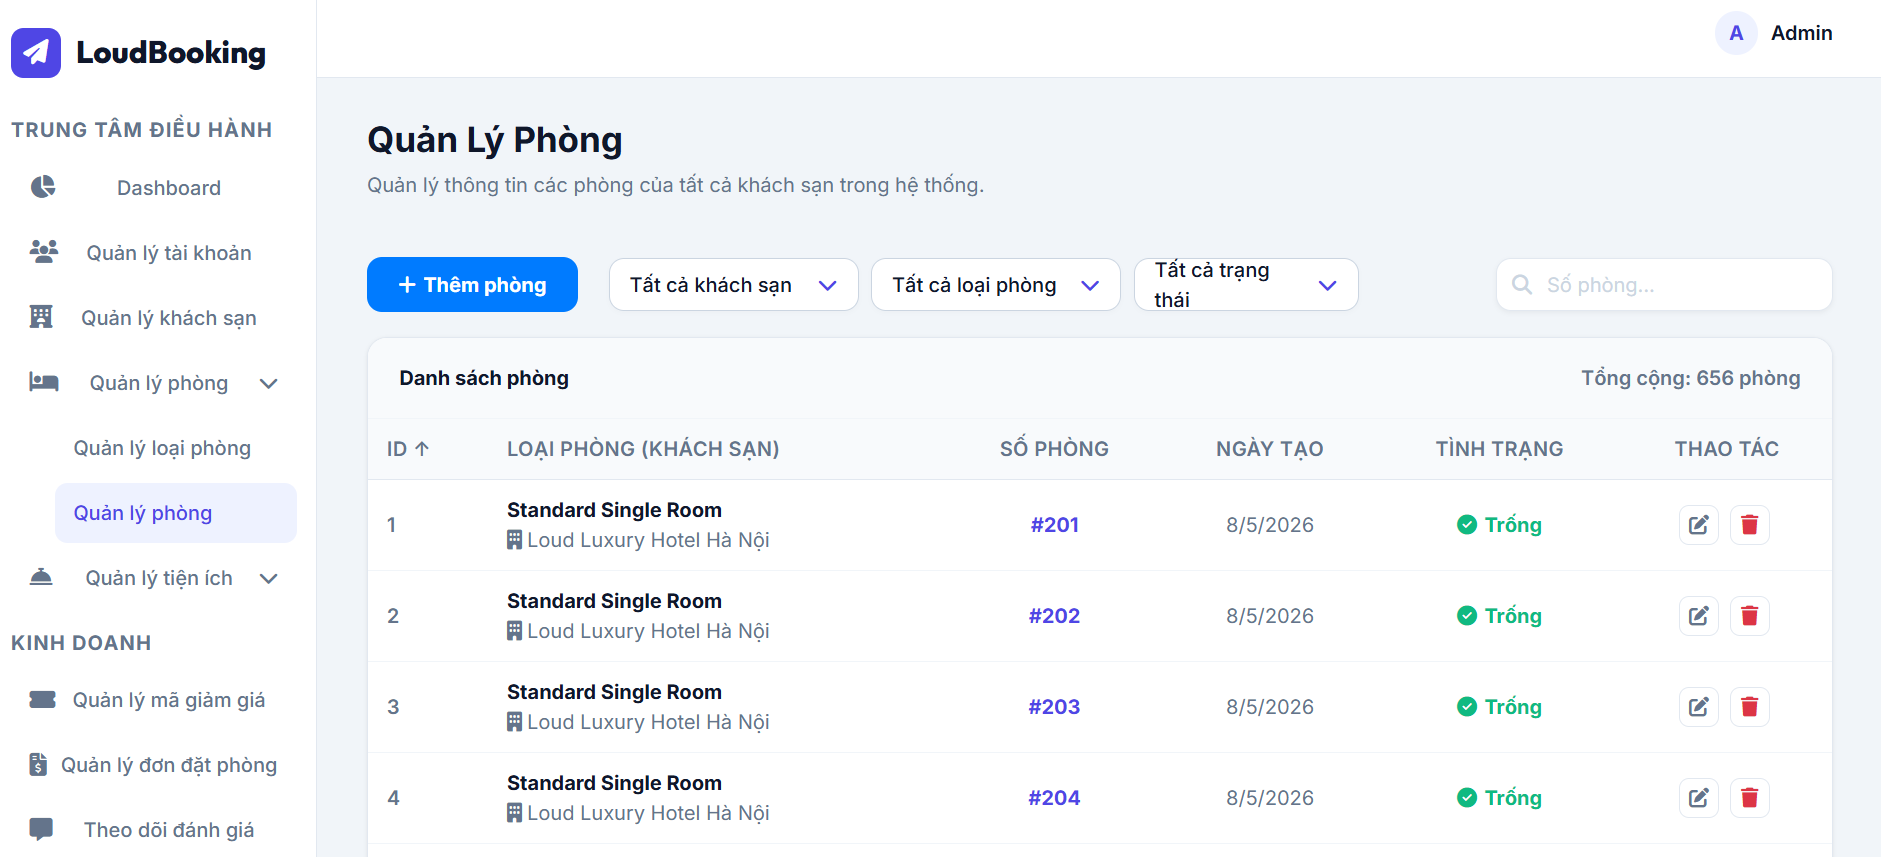 LoudBooking
A
Admin
TRUNG TÂM ĐIỀU HÀNH
Dashboard
Quản lý tài khoản
Quản lý khách sạn
Quản lý phòng
Quản lý loại phòng
Quản lý phòng
Quản lý tiện ích
KINH DOANH
Quản lý mã giảm giá
Quản lý đơn đặt phòng
Theo dõi đánh giá
Quản Lý Phòng
Quản lý thông tin các phòng của tất cả khách sạn trong hệ thống.
+ Thêm phòng
Tất cả khách sạn
Tất cả loại phòng
Tất cả trạng
thái
Số phòng...
Danh sách phòng
Tổng cộng: 656 phòng
ID ↑ LOẠI PHÒNG (KHÁCH SẠN) SỐ PHÒNG NGÀY TẠO TÌNH TRẠNG THAO TÁC
1 Standard Single Room #201 8/5/2026 Trống
Loud Luxury Hotel Hà Nội
2 Standard Single Room #202 8/5/2026 Trống
Loud Luxury Hotel Hà Nội
3 Standard Single Room #203 8/5/2026 Trống
Loud Luxury Hotel Hà Nội
4 Standard Single Room #204 8/5/2026 Trống
Loud Luxury Hotel Hà Nội